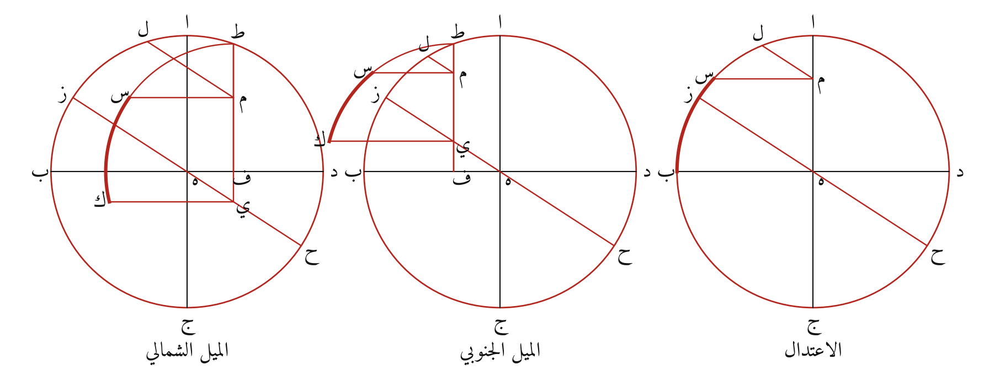 ا
ل
ط
ز
س
م
ب
ه
ف
د
ك
ي
ح
ج
الميل الشمالي
ا
ط
ل
س
م
ز
ك
ي
ب
ف
ه
د
ح
ج
الميل الجنوبي
ا
ل
س
م
ز
ب
ه
د
ح
ج
الاعتدال